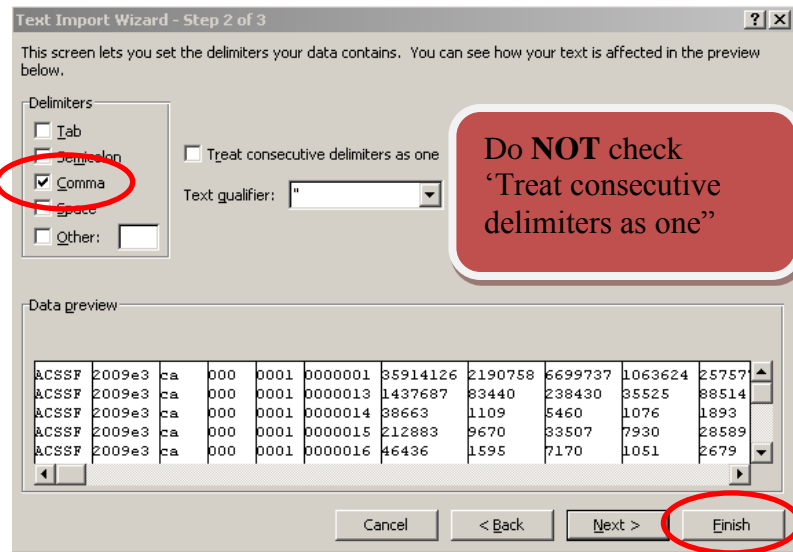 Text Import Wizard - Step 2 of 3
This screen lets you set the delimiters your data contains. You can see how your text is affected in the preview
below.
Delimiters
Tab
Semicolon
Comma
Space
Other:
Treat consecutive delimiters as one
Text qualifier: "
Do NOT check
‘Treat consecutive
delimiters as one”
Data preview
ACSSF 2009e3 ca 000 0001 0000001 35914126 2190758 6699737 1063624 25757
ACSSF 2009e3 ca 000 0001 0000013 1437687 83440 238430 35525 88514
ACSSF 2009e3 ca 000 0001 0000014 38663 1109 5460 1076 1893
ACSSF 2009e3 ca 000 0001 0000015 212883 9670 33507 7930 28589
ACSSF 2009e3 ca 000 0001 0000016 46436 1595 7170 1051 2679
Cancel < Back Next > Finish